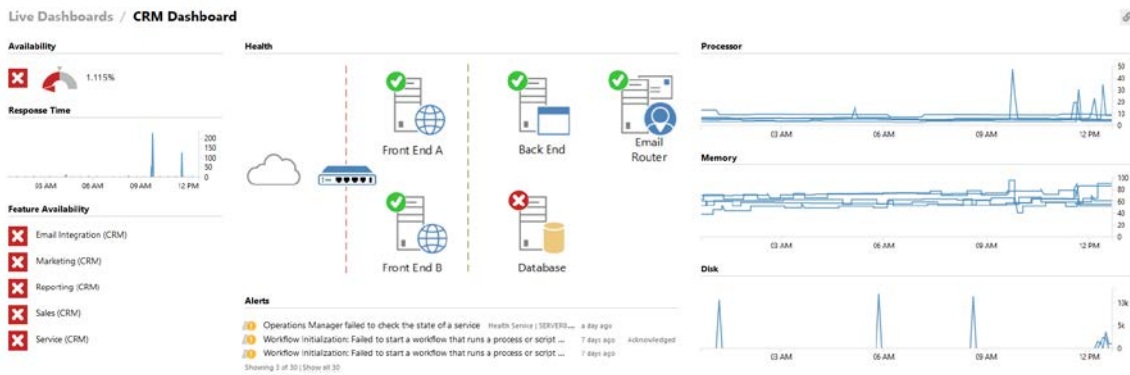 Live Dashboards / CRM Dashboard
Availability
1.115%
Response Time
200
150
100
50
0
03 AM 06 AM 09 AM 12 PM
Feature Availability
Email Integration (CRM)
Marketing (CRM)
Reporting (CRM)
Sales (CRM)
Service (CRM)
Health
Front End A
Back End
Email
Router
Front End B
Database
Alerts
Operations Manager failed to check the state of a service Health Service | SERVER0... a day ago
Workflow Initialization: Failed to start a workflow that runs a process or script ... 7 days ago Acknowledged
Workflow Initialization: Failed to start a workflow that runs a process or script ... 7 days ago
Showing 3 of 30 | Show all 30
Processor
50
40
30
20
10
0
03 AM 06 AM 09 AM 12 PM
Memory
100
80
60
40
20
0
03 AM 06 AM 09 AM 12 PM
Disk
10k
5k
0
03 AM 06 AM 09 AM 12 PM